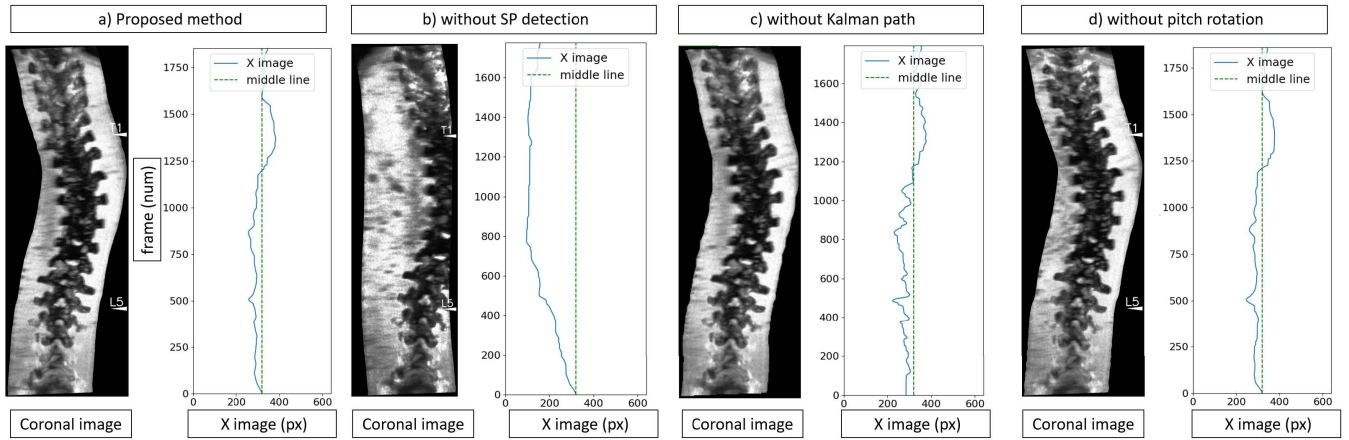 a) Proposed method
b) without SP detection
c) without Kalman path
d) without pitch rotation
X image
middle line
1750
1500
1250
1000
750
500
250
0
0 200 400 600
frame (num)
T1
L5
X image
middle line
1600
1400
1200
1000
800
600
400
200
0
0 200 400 600
T1
L5
X image
middle line
1600
1400
1200
1000
800
600
400
200
0
0 200 400 600
X image
middle line
1750
1500
1250
1000
750
500
250
0
0 200 400 600
T1
L5
Coronal image
X image (px)
Coronal image
X image (px)
Coronal image
X image (px)
Coronal image
X image (px)